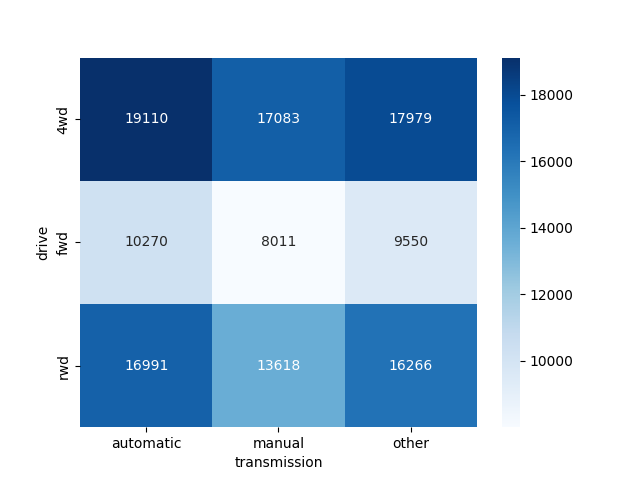 4wd 19110 17083 17979
fwd 10270 8011 9550
rwd 16991 13618 16266
drive
automatic manual other
transmission
18000
16000
14000
12000
10000